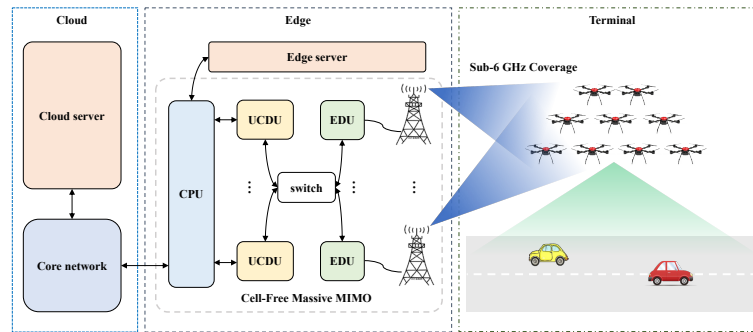 Cloud
Edge
Terminal
Cloud server
Core network
Edge server
CPU
UCDU
EDU
switch
UCDU
EDU
Cell-Free Massive MIMO
Sub-6 GHz Coverage